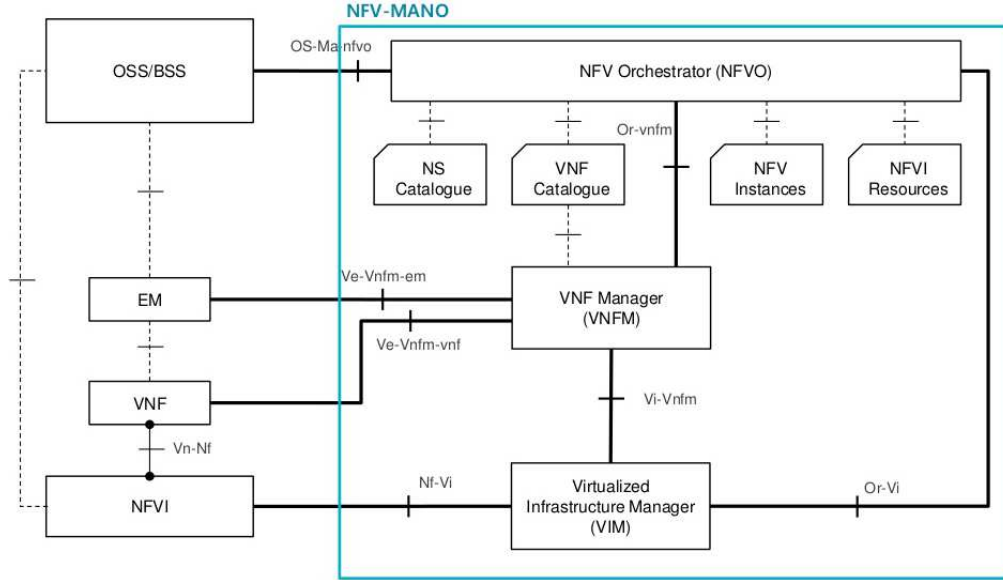 NFV-MANO
OS-Ma-nfvo
OSS/BSS
NFV Orchestrator (NFVO)
Or-vnfm
NS
Catalogue
VNF
Catalogue
NFV
Instances
NFVI
Resources
Ve-Vnfm-em
EM
VNF Manager
(VNFM)
Ve-Vnfm-vnf
VNF
Vi-Vnfm
Vn-Nf
Nf-Vi
Virtualized
Infrastructure Manager
(VIM)
Or-Vi
NFVI